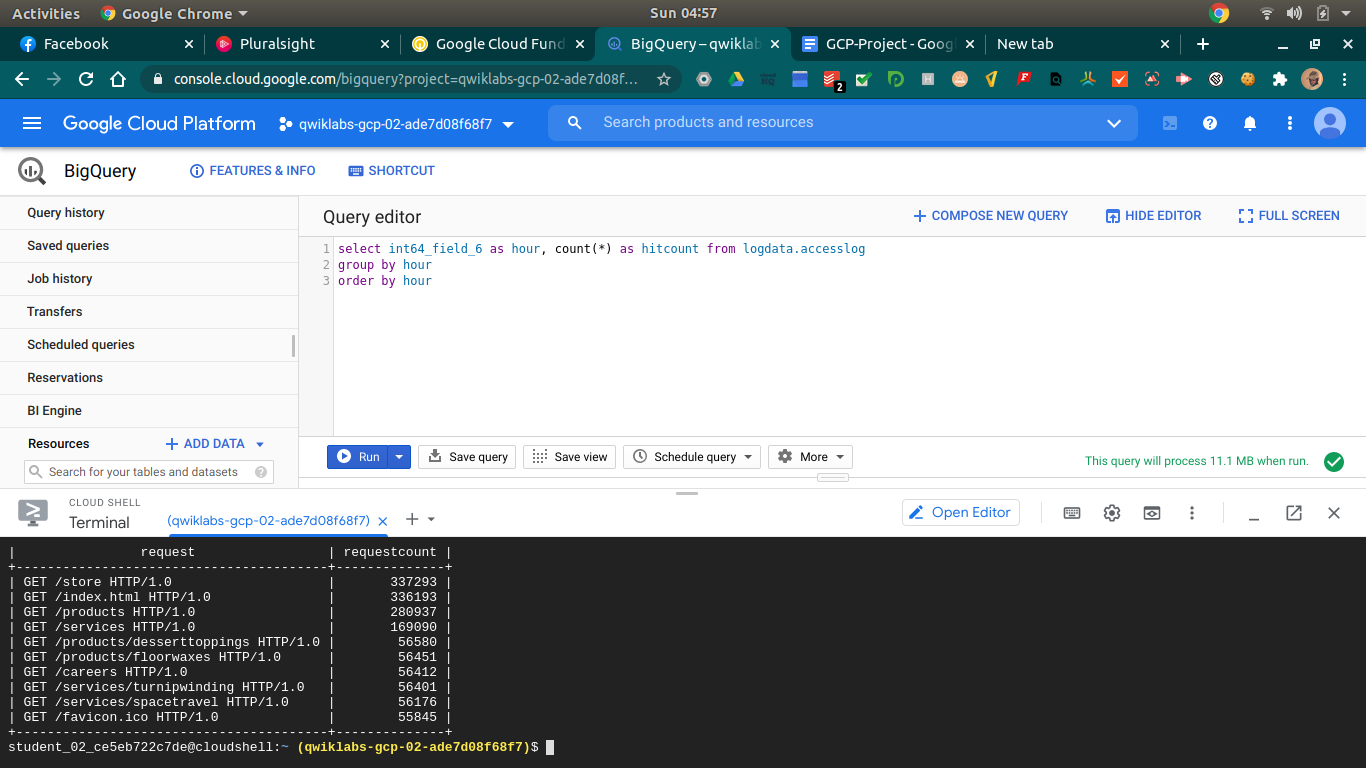 Activities Google Chrome Sun 04:57
Facebook Pluralsight Google Cloud Fund BigQuery – qwiklab GCP-Project - Googl New tab
console.cloud.google.com/bigquery?project=qwiklabs-gcp-02-ade7d08f... 2
Google Cloud Platform qwiklabs-gcp-02-ade7d08f68f7 Search products and resources
BigQuery FEATURES & INFO SHORTCUT
Query history
Saved queries
Job history
Transfers
Scheduled queries
Reservations
BI Engine
Resources ADD DATA
Search for your tables and datasets
Query editor COMPOSE NEW QUERY HIDE EDITOR FULL SCREEN
1 select int64_field_6 as hour, count(*) as hitcount from logdata.accesslog
2 group by hour
3 order by hour
Run Save query Save view Schedule query More This query will process 11.1 MB when run.
CLOUD SHELL
Terminal (qwiklabs-gcp-02-ade7d08f68f7) Open Editor
| request | requestcount |
+---------------------------------------+--------------+
| GET /store HTTP/1.0 | 337293 |
| GET /index.html HTTP/1.0 | 336193 |
| GET /products HTTP/1.0 | 280937 |
| GET /services HTTP/1.0 | 169090 |
| GET /products/desserttoppings HTTP/1.0 | 56580 |
| GET /products/floorwaxes HTTP/1.0 | 56451 |
| GET /careers HTTP/1.0 | 56412 |
| GET /services/turnipwinding HTTP/1.0 | 56401 |
| GET /services/spacetravel HTTP/1.0 | 56176 |
| GET /favicon.ico HTTP/1.0 | 55845 |
+---------------------------------------+--------------+
student_02_ce5eb722c7de@cloudshell:~ (qwiklabs-gcp-02-ade7d08f68f7)$